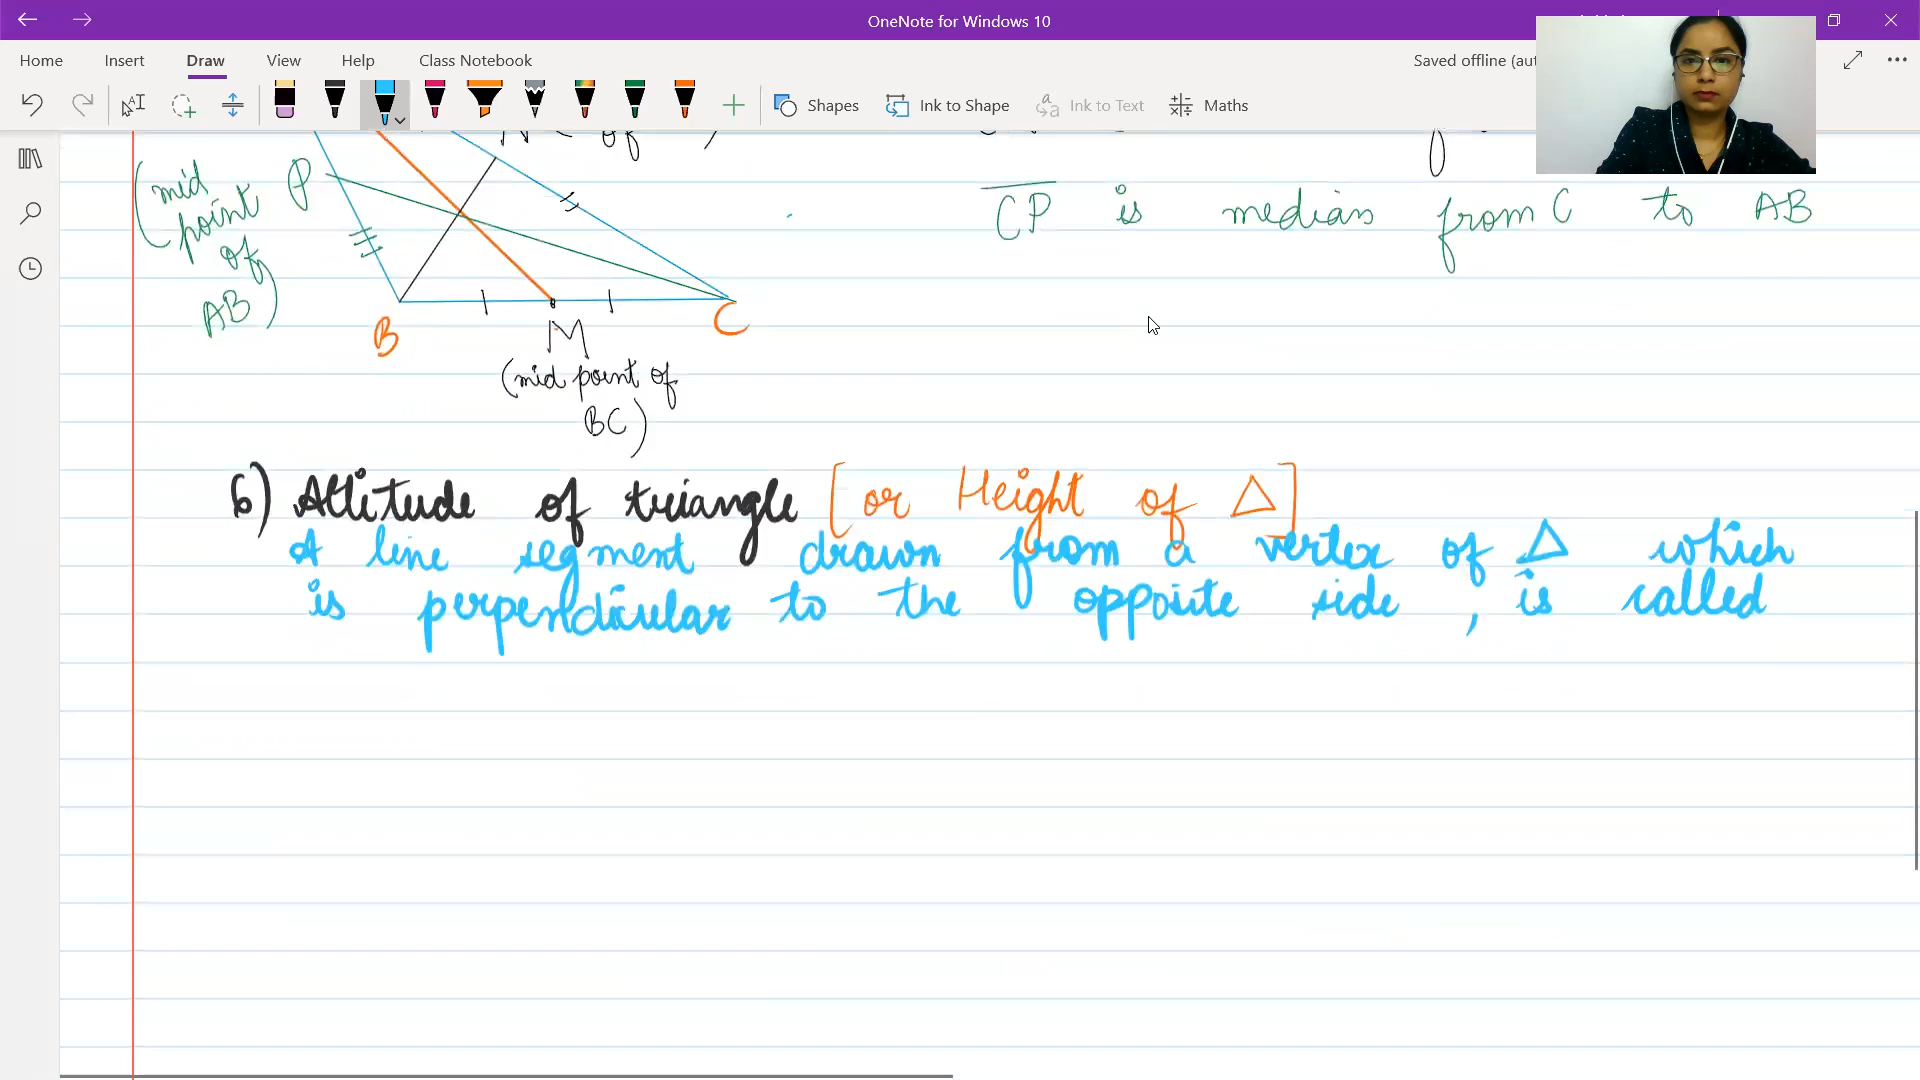 OneNote for Windows 10
Home Insert Draw View Help Class Notebook
Saved offline (aut
Shapes Ink to Shape Ink to Text Maths
of
(mid point of AB) P
CP is median from C to AB
B M C
(mid point of
BC)
6) Altitude of triangle [or Height of △]
A line segment drawn from a vertex of △ which
is perpendicular to the opposite side, is called